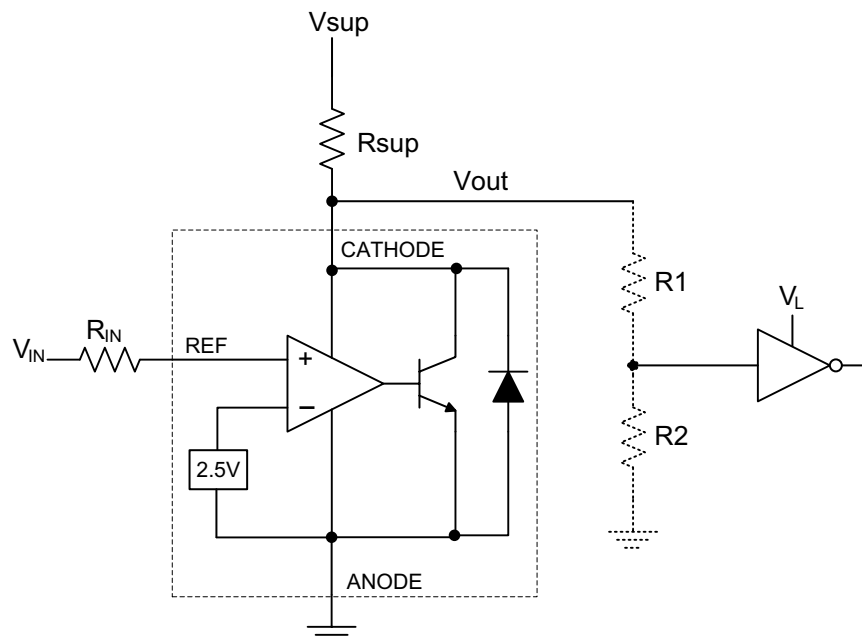 Vsup
Rsup
Vout
CATHODE
R1
RIN
VIN
REF
VL
+
−
R2
2.5V
ANODE